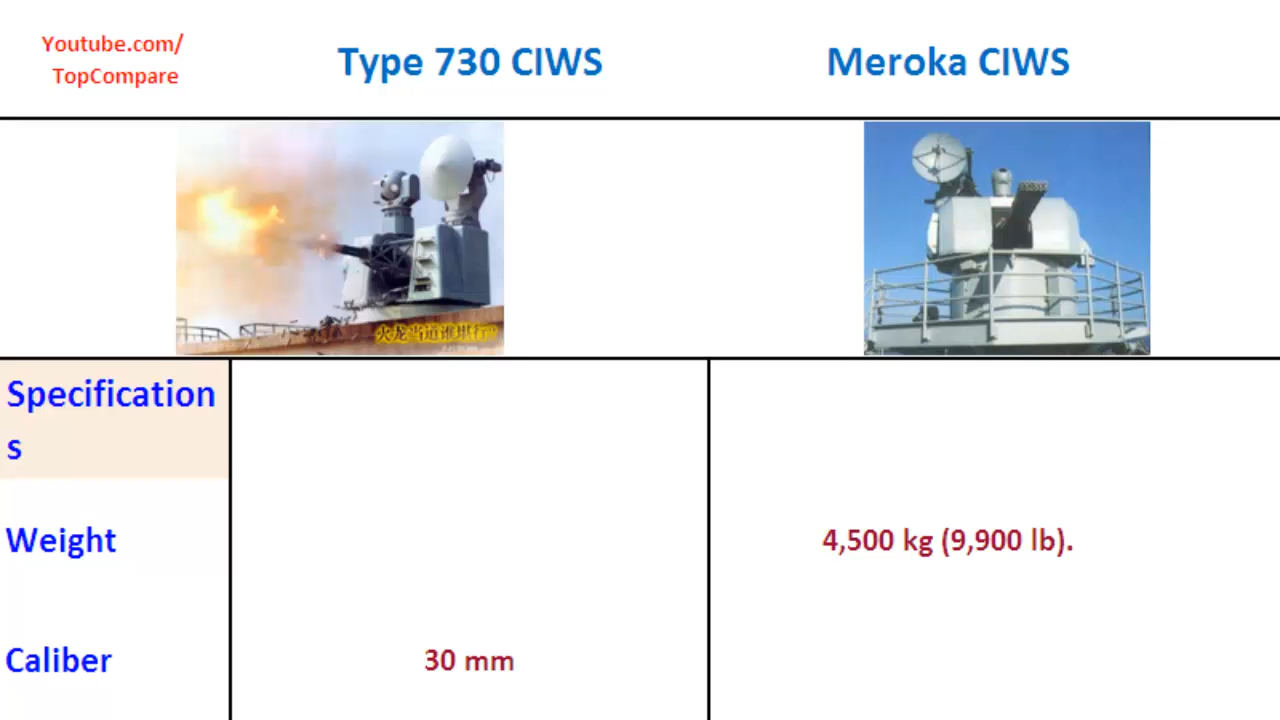 Youtube.com/
TopCompare
Type 730 CIWS
Meroka CIWS
Specification
s
Weight
4,500 kg (9,900 lb).
Caliber
30 mm